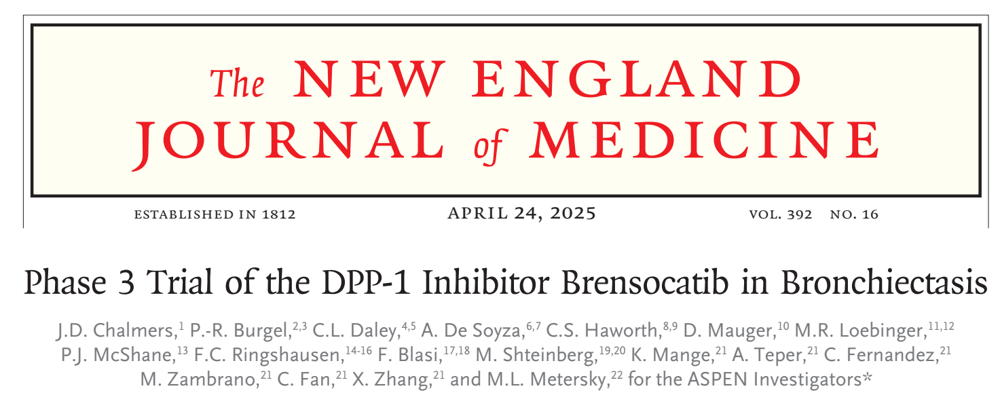 The NEW ENGLAND
JOURNAL of MEDICINE
ESTABLISHED IN 1812 APRIL 24, 2025 VOL. 392 NO. 16
Phase 3 Trial of the DPP-1 Inhibitor Brensocatib in Bronchiectasis
J.D. Chalmers,1 P.-R. Burgel,2,3 C.L. Daley,4,5 A. De Soyza,6,7 C.S. Haworth,8,9 D. Mauger,10 M.R. Loebinger,11,12
P.J. McShane,13 F.C. Ringshausen,14-16 F. Blasi,17,18 M. Shteinberg,19,20 K. Mange,21 A. Teper,21 C. Fernandez,21
M. Zambrano,21 C. Fan,21 X. Zhang,21 and M.L. Metersky,22 for the ASPEN Investigators*